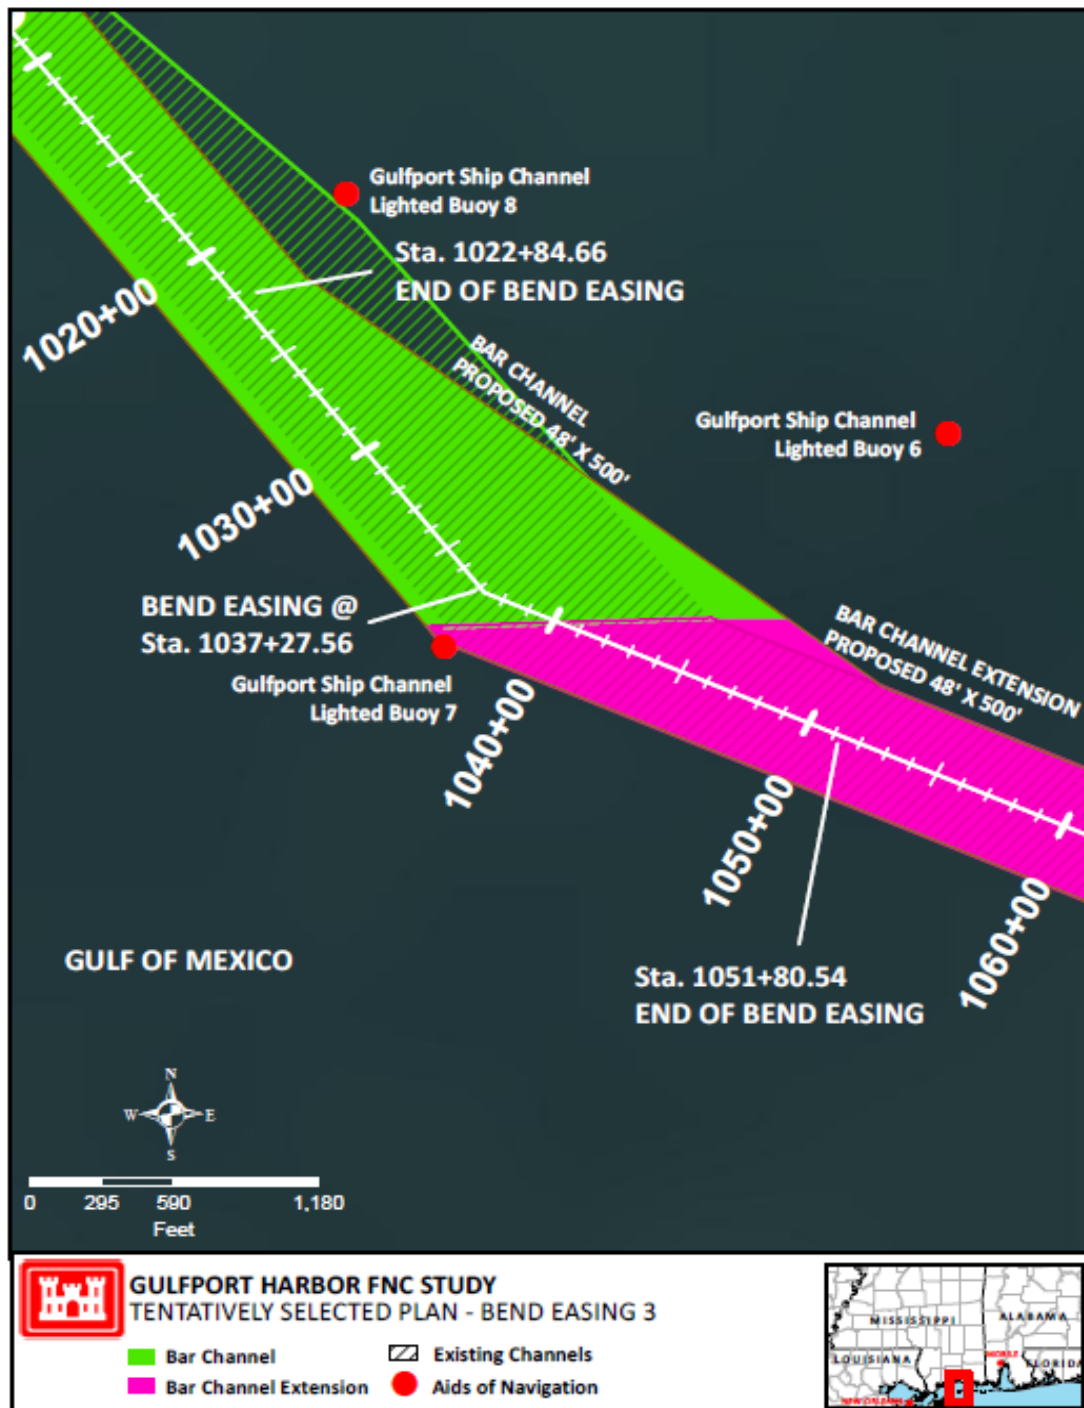 Gulfport Ship Channel
Lighted Buoy 8
Sta. 1022+84.66
END OF BEND EASING
1020+00
BAR CHANNEL
PROPOSED 48' X 500'
Gulfport Ship Channel
Lighted Buoy 6
1030+00
BEND EASING @
Sta. 1037+27.56
Gulfport Ship Channel
Lighted Buoy 7
BAR CHANNEL EXTENSION
PROPOSED 48' X 500'
1040+00
1050+00
1060+00
GULF OF MEXICO
Sta. 1051+80.54
END OF BEND EASING
N
W E
S
0 295 590 1,180
Feet
GULFPORT HARBOR FNC STUDY
TENTATIVELY SELECTED PLAN - BEND EASING 3
Bar Channel
Existing Channels
Bar Channel Extension
Aids of Navigation
MISSISSIPPI
ALABAMA
LOUISIANA
MOBILE
FLORIDA
NEW ORLEANS